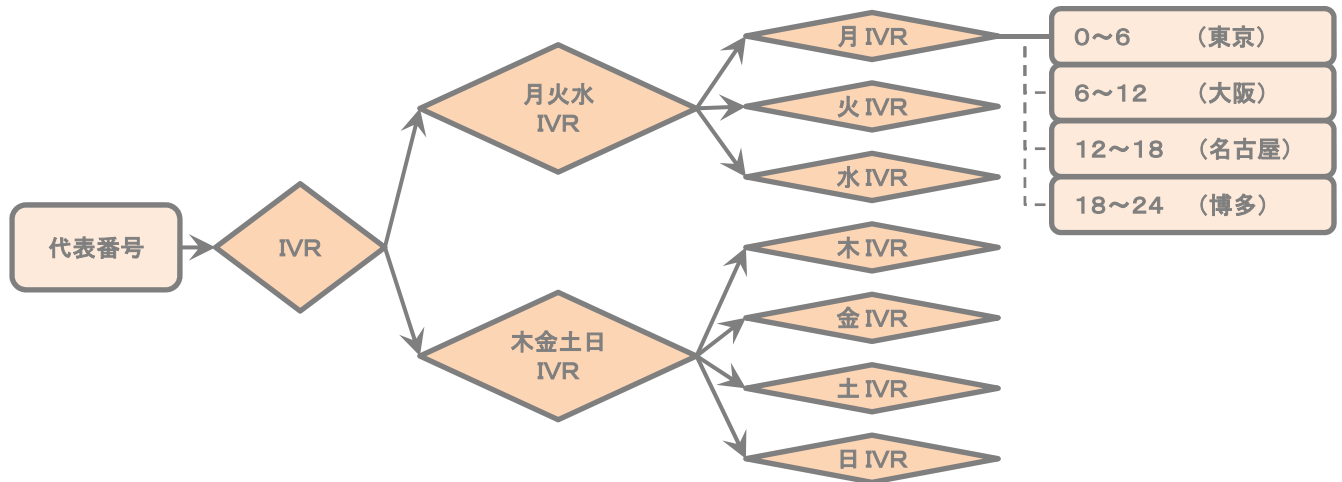 代表番号
IVR
月火水
IVR
木金土日
IVR
月 IVR
火 IVR
水 IVR
木 IVR
金 IVR
土 IVR
日 IVR
0～6 （東京）
6～12 （大阪）
12～18 （名古屋）
18～24 （博多）